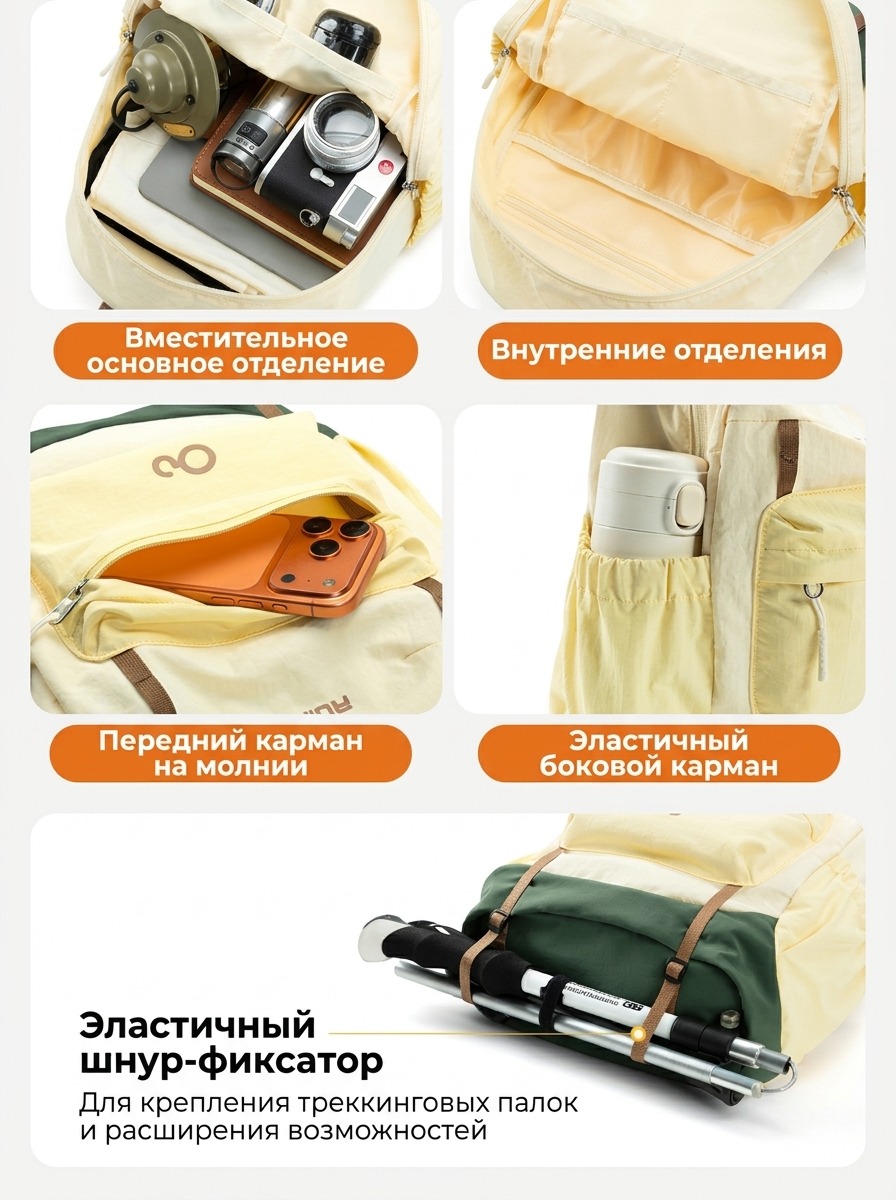 Вместительное
основное отделение
Внутренние отделения
Передний карман
на молнии
Эластичный
боковой карман
Эластичный
шнур-фиксатор
Для крепления треккинговых палок
и расширения возможностей